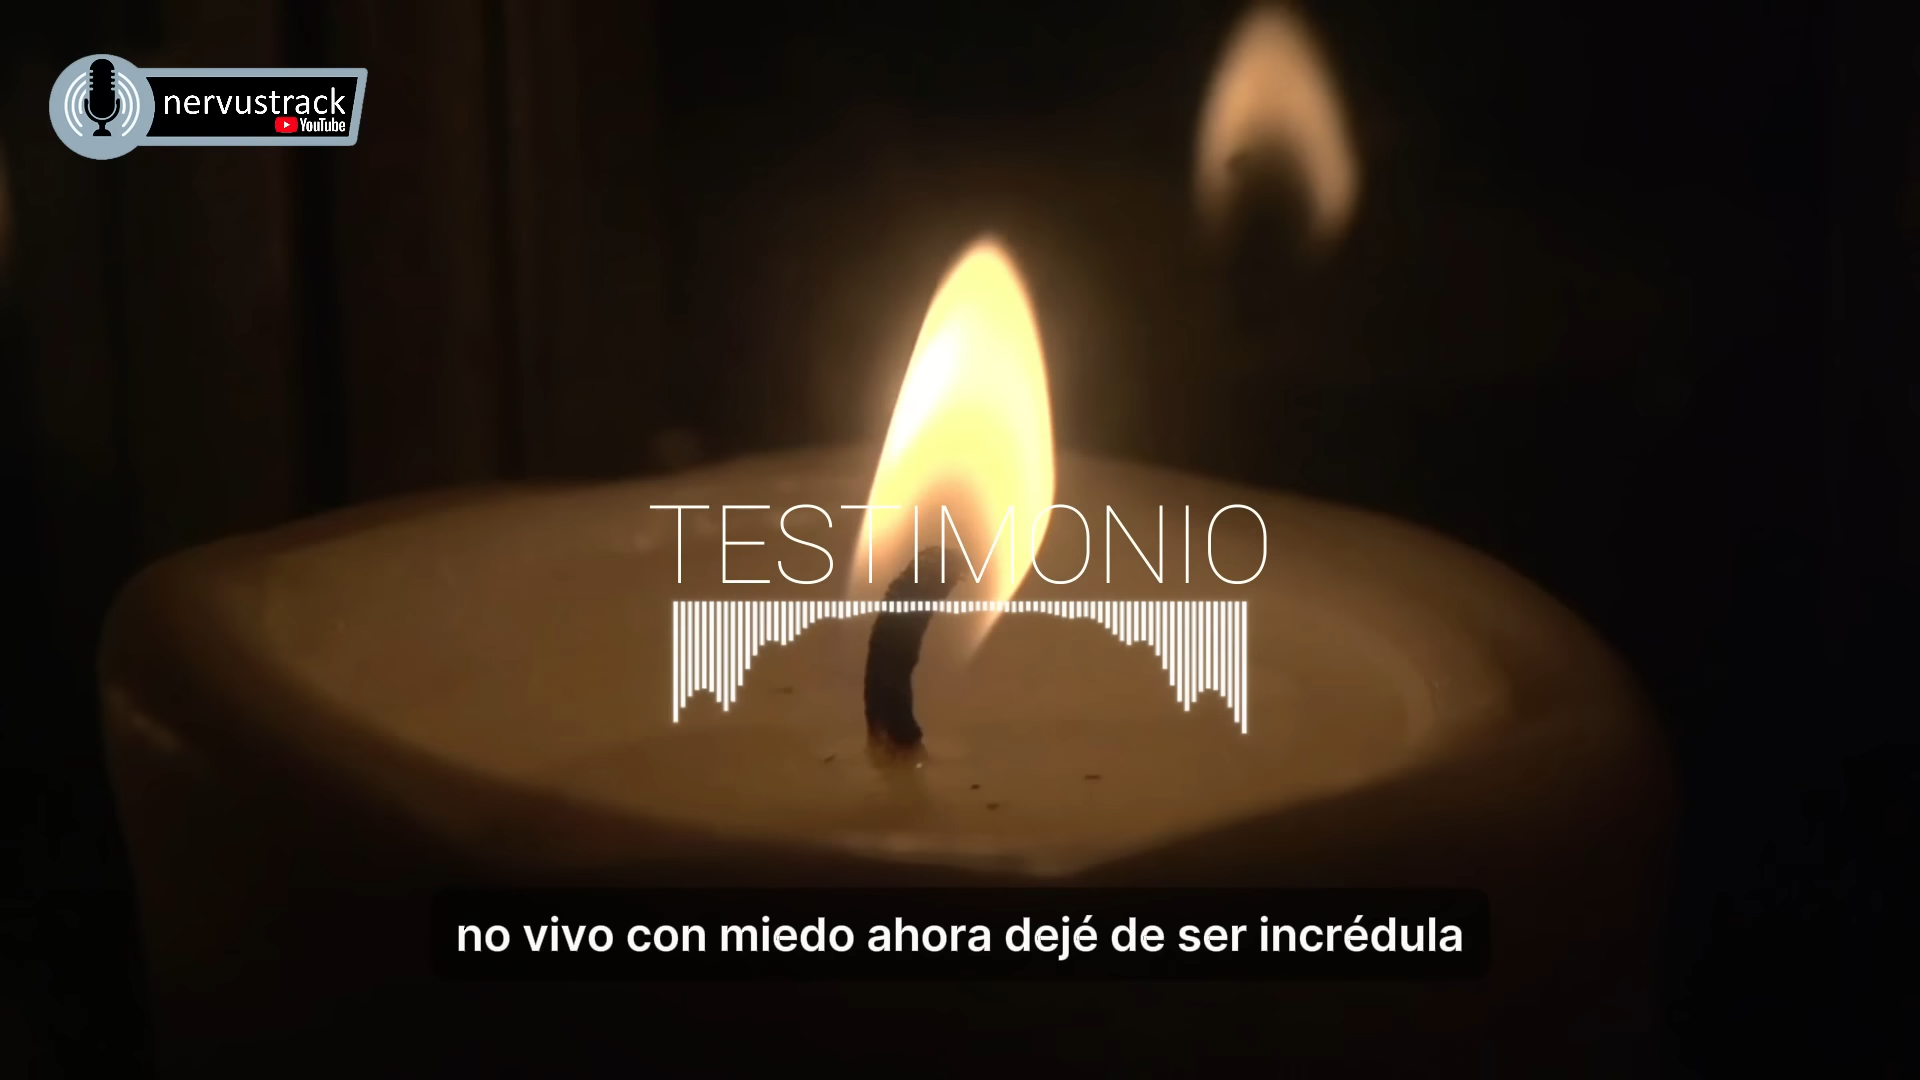 nervustrack
YouTube
TESTIMONIO
no vivo con miedo ahora dejé de ser incrédula